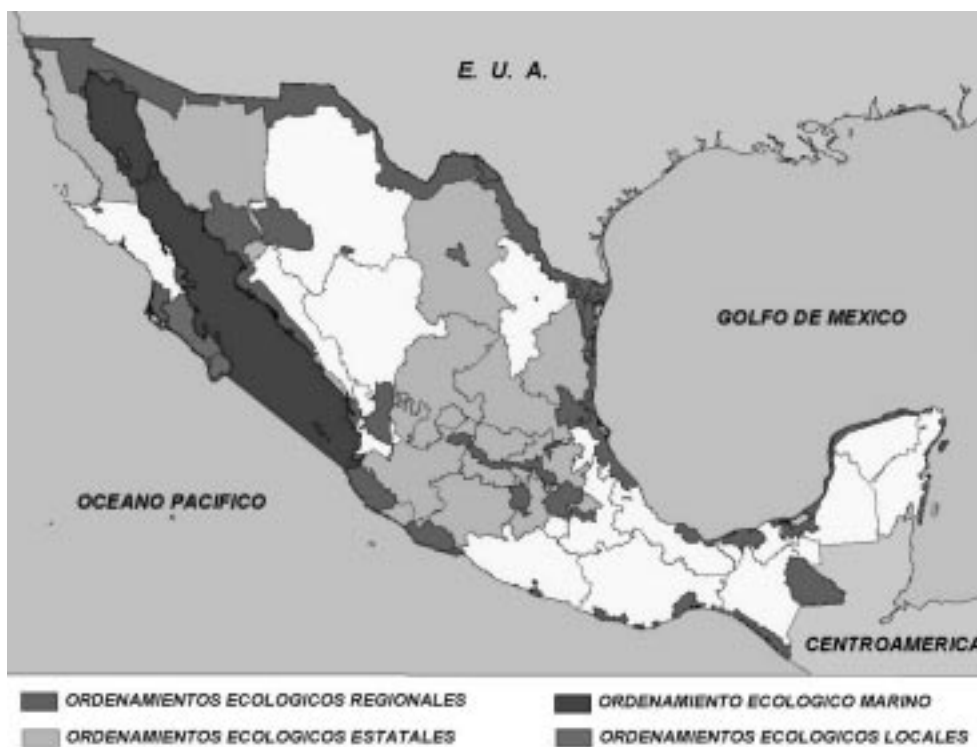 E. U. A.
GOLFO DE MEXICO
OCEANO PACIFICO
CENTROAMERICA
ORDENAMIENTOS ECOLOGICOS REGIONALES
ORDENAMIENTO ECOLOGICO MARINO
ORDENAMIENTOS ECOLOGICOS ESTATALES
ORDENAMIENTOS ECOLOGICOS LOCALES